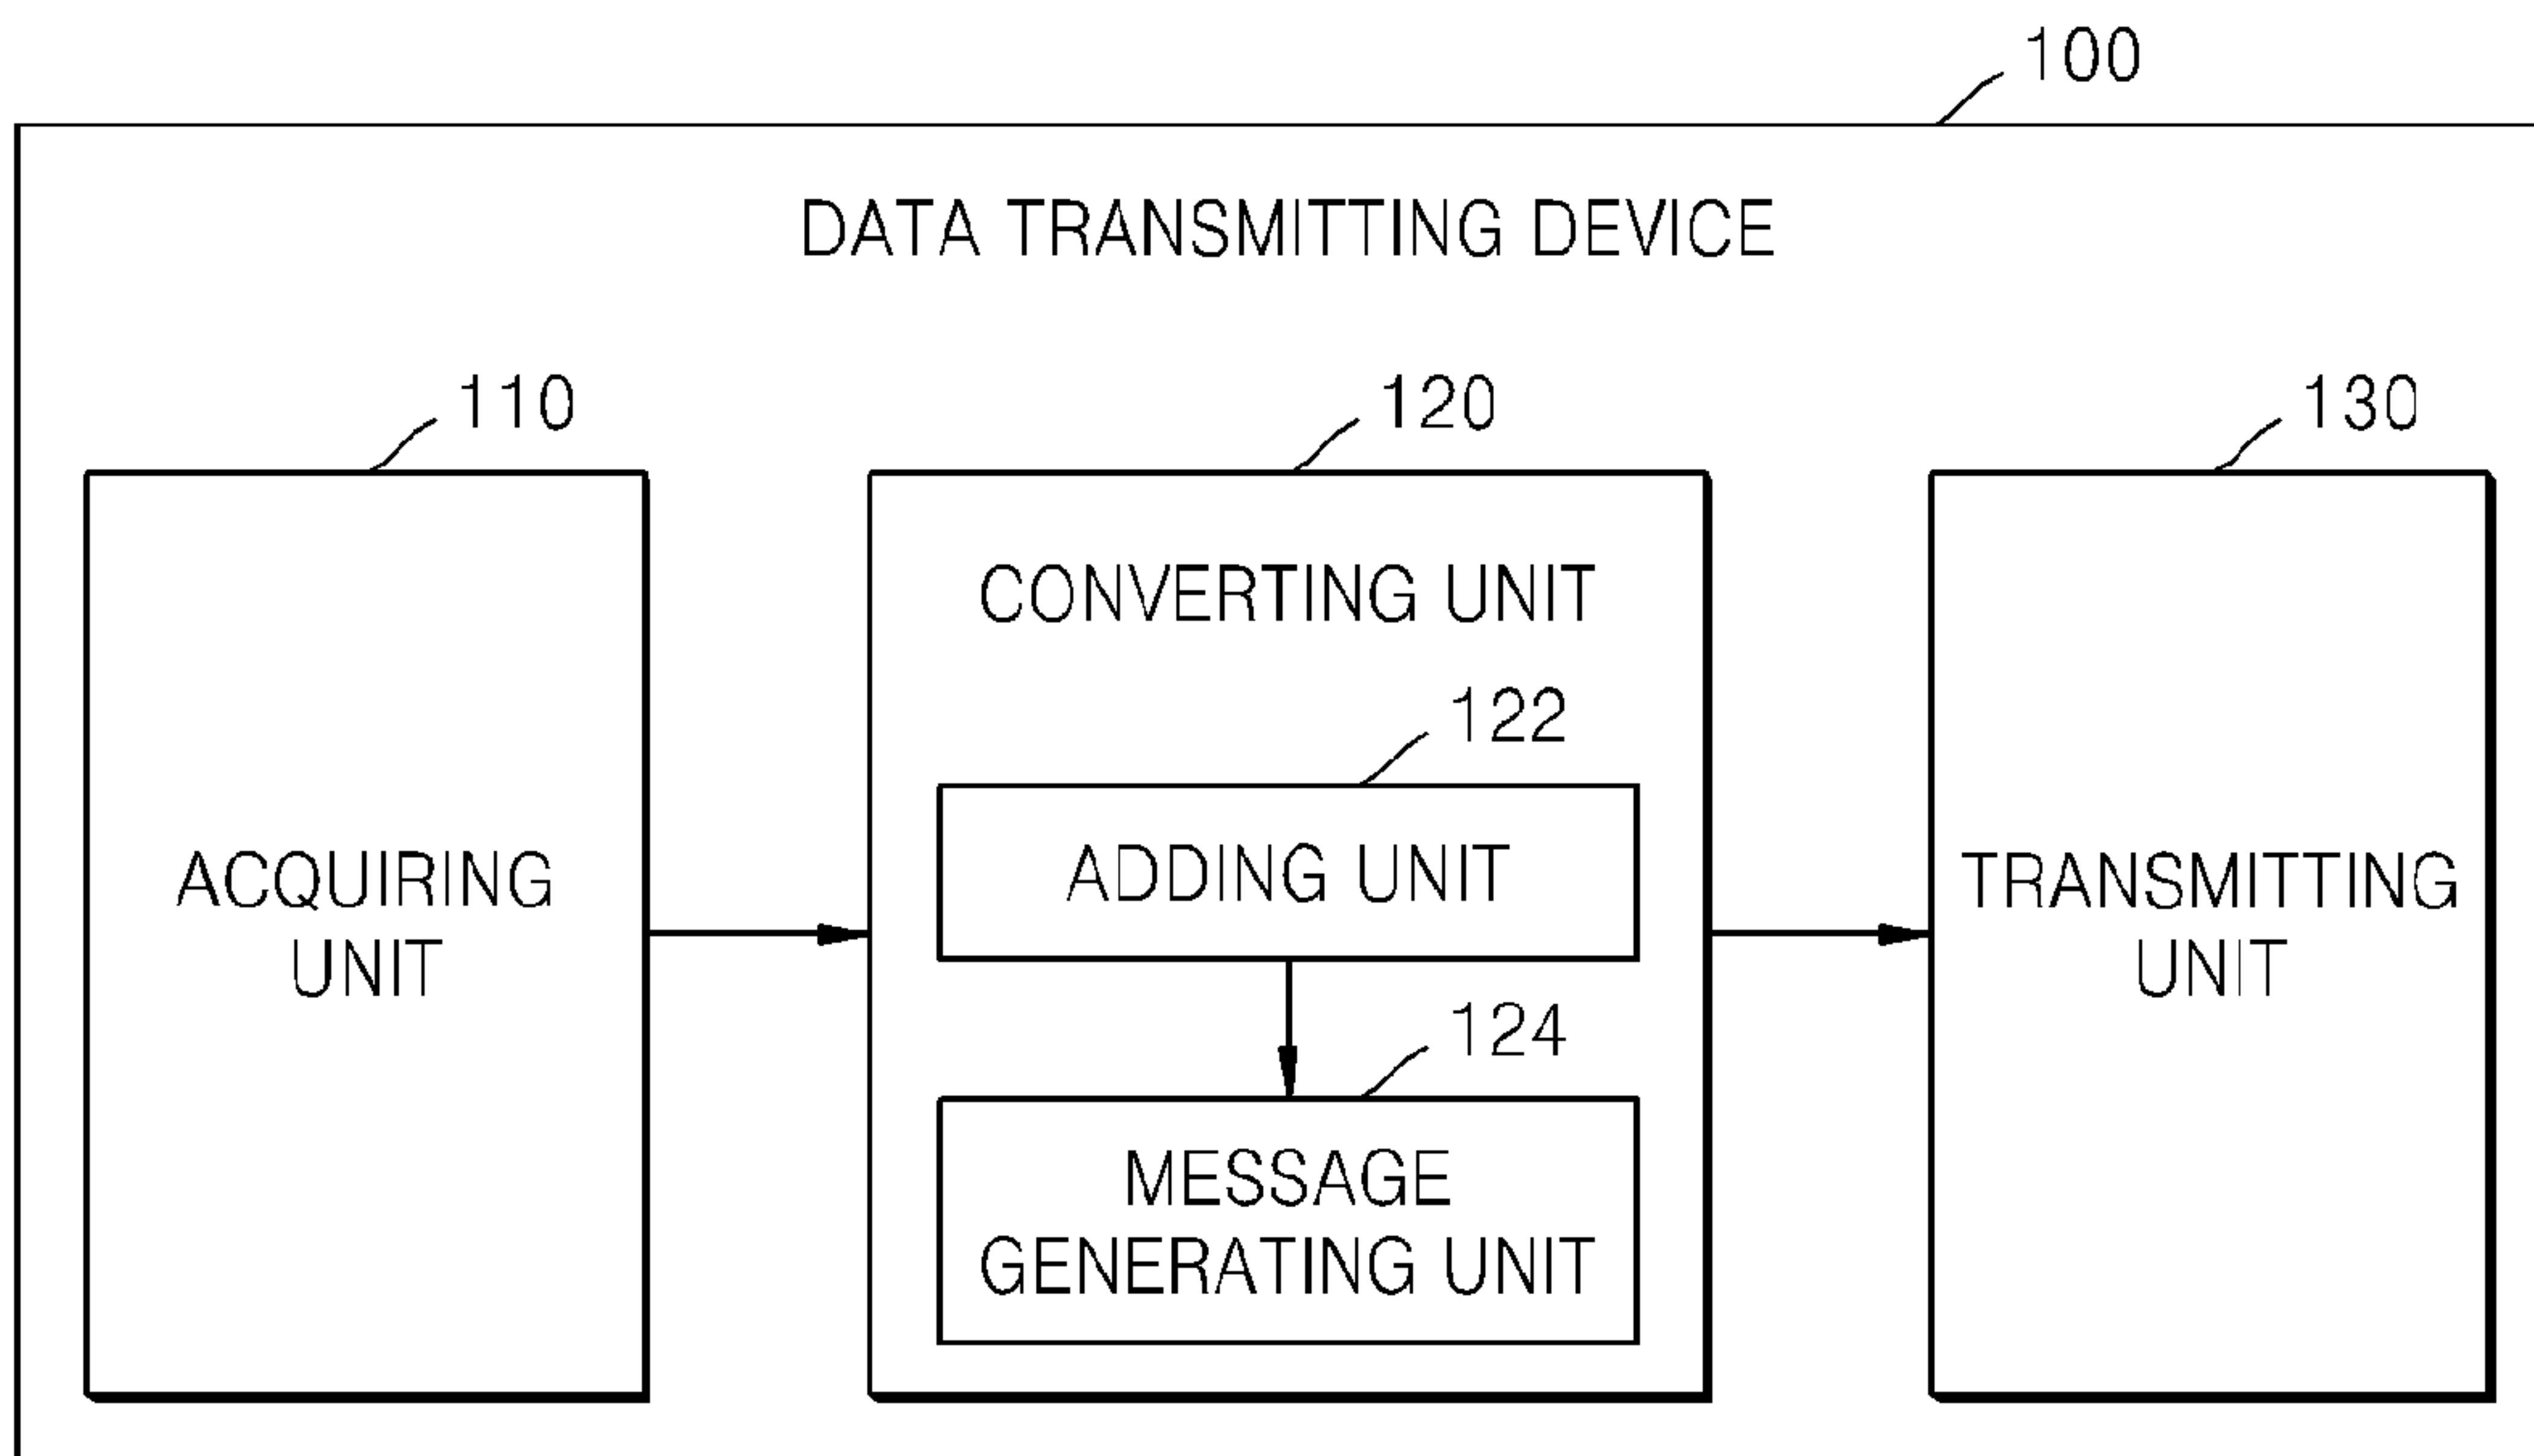 100
DATA TRANSMITTING DEVICE
110
120
130
CONVERTING UNIT
122
ADDING UNIT
ACQUIRING
UNIT
TRANSMITTING
UNIT
124
MESSAGE
GENERATING UNIT